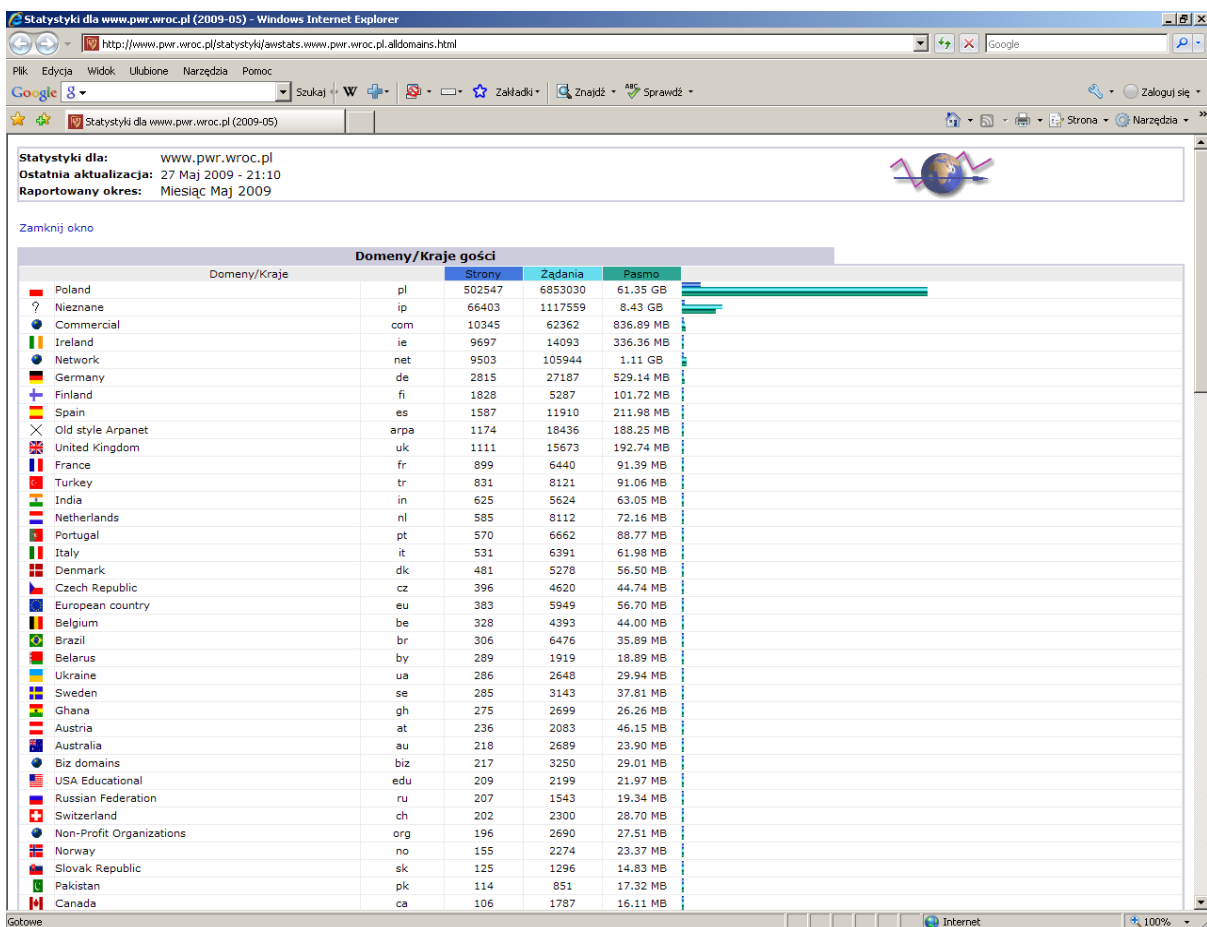 Statystyki dla www.pwr.wroc.pl (2009-05) - Windows Internet Explorer
http://www.pwr.wroc.pl/statystyki/awstats.www.pwr.wroc.pl.alldomains.html Google
Plik Edycja Widok Ulubione Narzędzia Pomoc
Google Szukaj W Zakładki Znajdź ABC Sprawdź Zaloguj się
Statystyki dla www.pwr.wroc.pl (2009-05) Strona Narzędzia »
Statystyki dla: www.pwr.wroc.pl
Ostatnia aktualizacja: 27 Maj 2009 - 21:10
Raportowany okres: Miesiąc Maj 2009
Zamknij okno
Domeny/Kraje gości
Domeny/Kraje Strony Żądania Pasmo
Poland pl 502547 6853030 61.35 GB
? Nieznane ip 66403 1117559 8.43 GB
Commercial com 10345 62362 836.89 MB
Ireland ie 9697 14093 336.36 MB
Network net 9503 105944 1.11 GB
Germany de 2815 27187 529.14 MB
Finland fi 1828 5287 101.72 MB
Spain es 1587 11910 211.98 MB
Old style Arpanet arpa 1174 18436 188.25 MB
United Kingdom uk 1111 15673 192.74 MB
France fr 899 6440 91.39 MB
Turkey tr 831 8121 91.06 MB
India in 625 5624 63.05 MB
Netherlands nl 585 8112 72.16 MB
Portugal pt 570 6662 88.77 MB
Italy it 531 6391 61.98 MB
Denmark dk 481 5278 56.50 MB
Czech Republic cz 396 4620 44.74 MB
European country eu 383 5949 56.70 MB
Belgium be 328 4393 44.00 MB
Brazil br 306 6476 35.89 MB
Belarus by 289 1919 18.89 MB
Ukraine ua 286 2648 29.94 MB
Sweden se 285 3143 37.81 MB
Ghana gh 275 2699 26.26 MB
Austria at 236 2083 46.15 MB
Australia au 218 2689 23.90 MB
Biz domains biz 217 3250 29.01 MB
USA Educational edu 209 2199 21.97 MB
Russian Federation ru 207 1543 19.34 MB
Switzerland ch 202 2300 28.70 MB
Non-Profit Organizations org 196 2690 27.51 MB
Norway no 155 2274 23.37 MB
Slovak Republic sk 125 1296 14.83 MB
Pakistan pk 114 851 17.32 MB
Canada ca 106 1787 16.11 MB
Gotowe Internet 100%